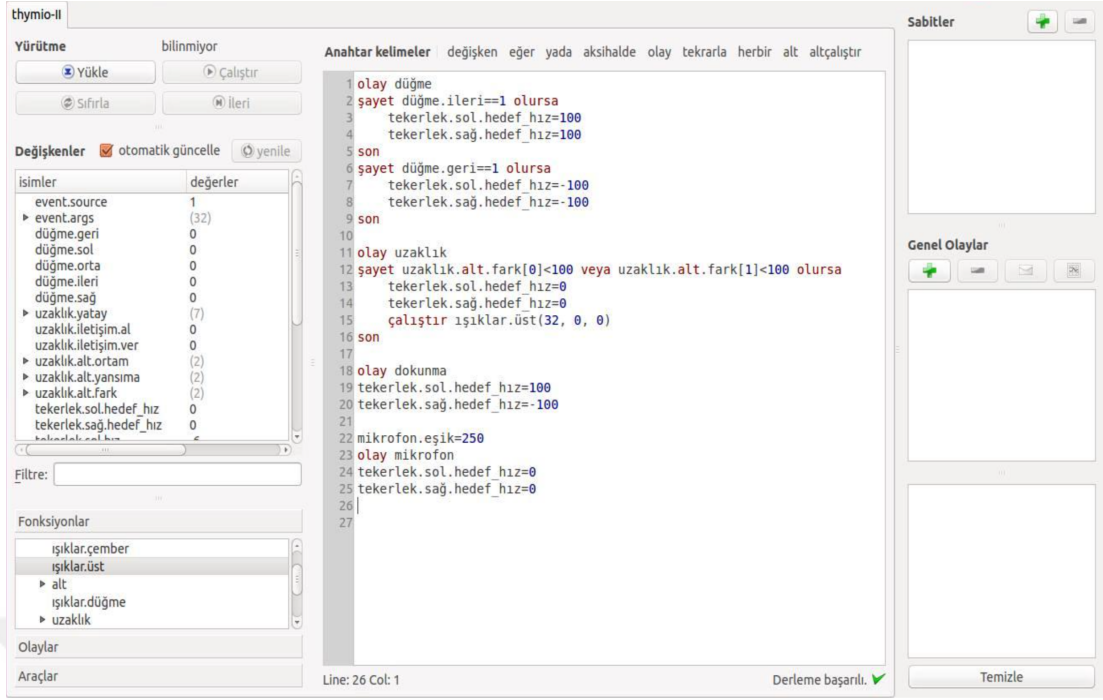 thymio-II
Yürütme bilinmiyor
Yükle Çalıştır
Sıfırla İleri
Değişkenler otomatik güncelle yenile
isimler değerler
event.source 1
event.args (32)
düğme.geri 0
düğme.sol 0
düğme.orta 0
düğme.ileri 0
düğme.sağ 0
uzaklık.yatay (7)
uzaklık.iletişim.al 0
uzaklık.iletişim.ver 0
uzaklık.alt.ortam (2)
uzaklık.alt.yansıma (2)
uzaklık.alt.fark (2)
tekerlek.sol.hedef_hız 0
tekerlek.sağ.hedef_hız 0
Filtre:
Fonksiyonlar
ışıklar.çember
ışıklar.üst
alt
ışıklar.düğme
uzaklık
Olaylar
Araçlar
Anahtar kelimeler değişken eğer yada aksihalde olay tekrarla herbir alt altçalıştır
1 olay düğme
2 şayet düğme.ileri==1 olursa
3 tekerlek.sol.hedef_hız=100
4 tekerlek.sağ.hedef_hız=100
5 son
6 şayet düğme.geri==1 olursa
7 tekerlek.sol.hedef_hız=-100
8 tekerlek.sağ.hedef_hız=-100
9 son
10
11 olay uzaklık
12 şayet uzaklık.alt.fark[0]<100 veya uzaklık.alt.fark[1]<100 olursa
13 tekerlek.sol.hedef_hız=0
14 tekerlek.sağ.hedef_hız=0
15 çalıştır ışıklar.üst(32, 0, 0)
16 son
17
18 olay dokunma
19 tekerlek.sol.hedef_hız=100
20 tekerlek.sağ.hedef_hız=-100
21
22 mikrofon.eşik=250
23 olay mikrofon
24 tekerlek.sol.hedef_hız=0
25 tekerlek.sağ.hedef_hız=0
26
27
Line: 26 Col: 1 Derleme başarılı.
Sabitler
Genel Olaylar
Temizle